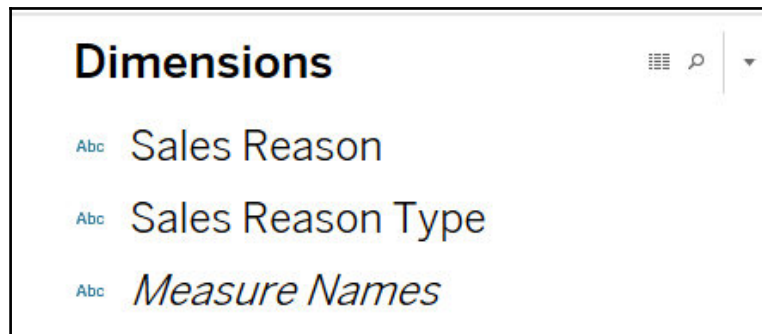 Dimensions
Abc Sales Reason
Abc Sales Reason Type
Abc Measure Names